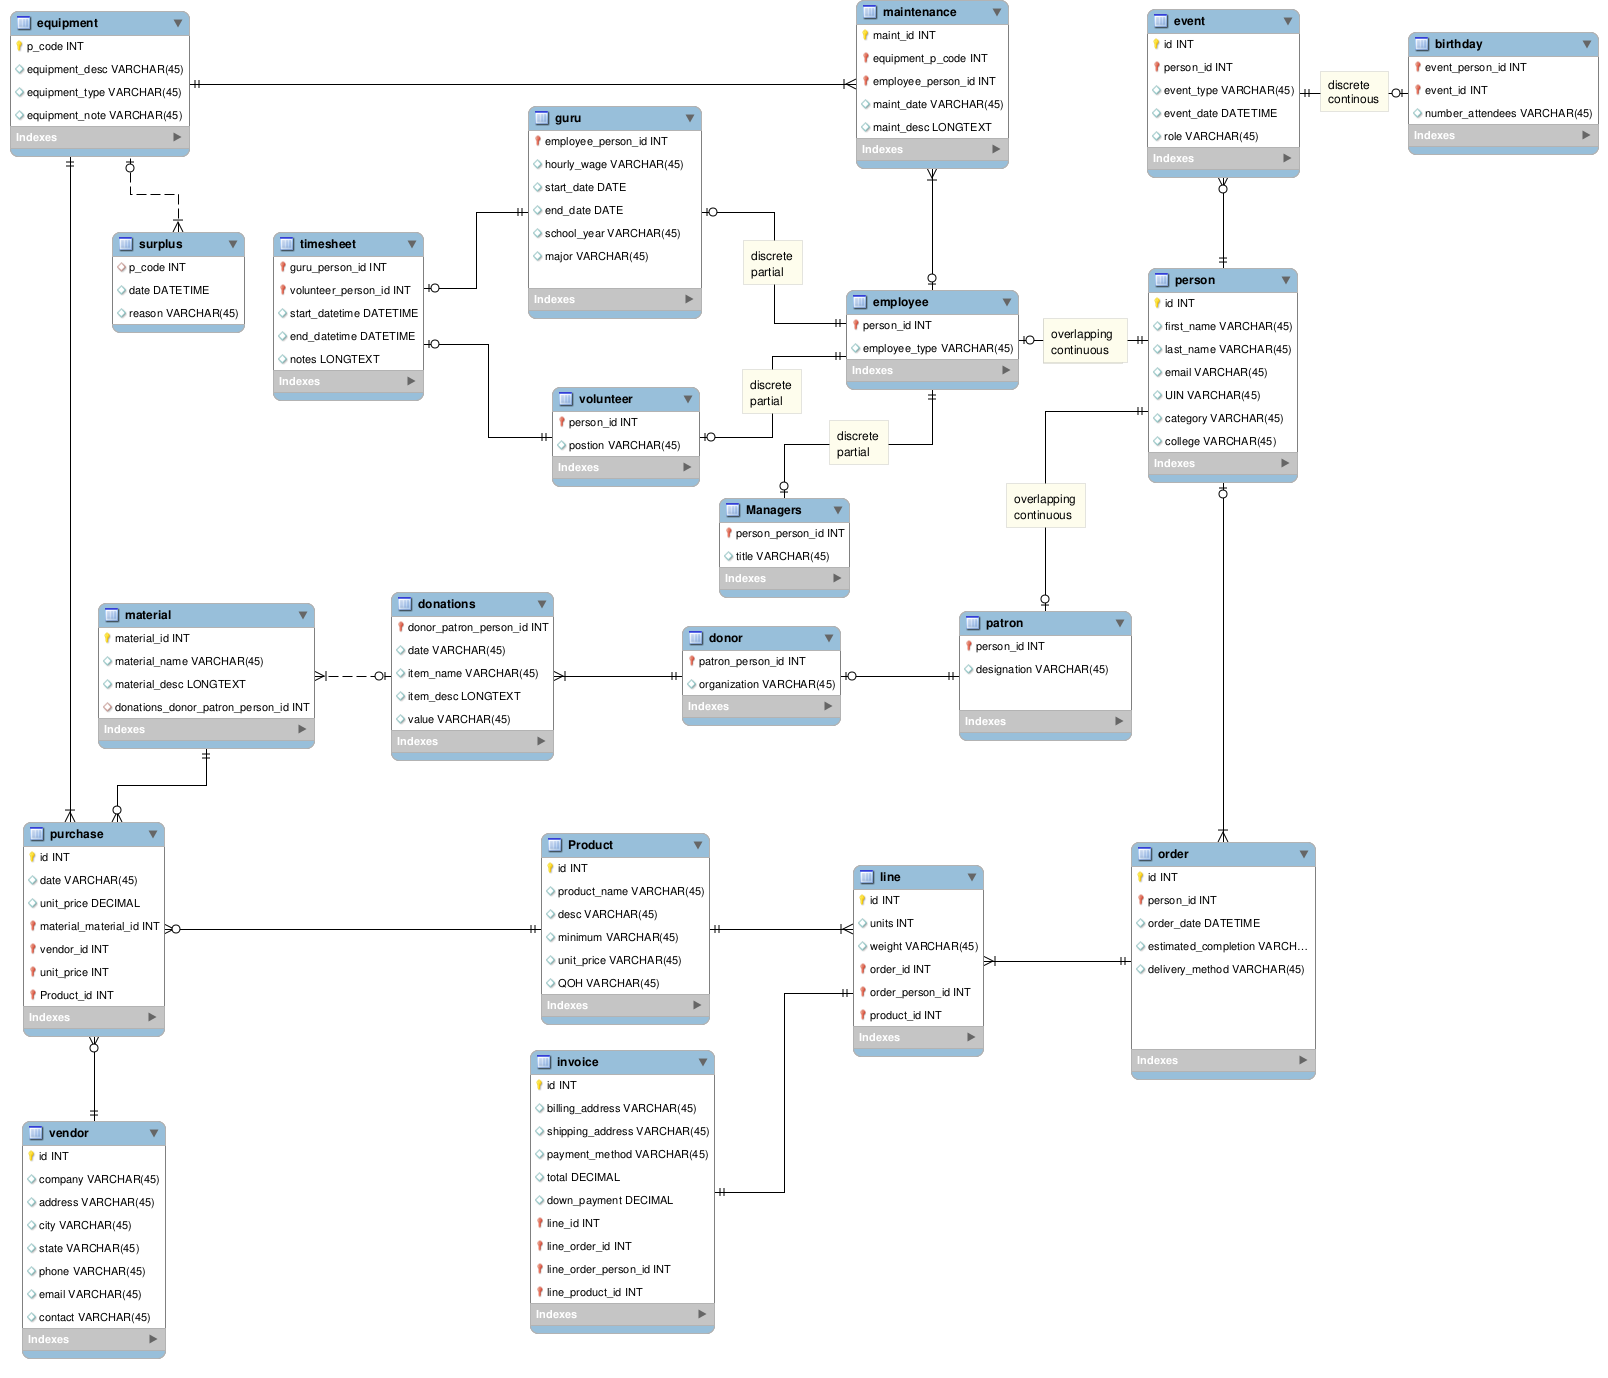 equipment
p_code INT
equipment_desc VARCHAR(45)
equipment_type VARCHAR(45)
equipment_note VARCHAR(45)
Indexes
maintenance
maint_id INT
equipment_p_code INT
employee_person_id INT
maint_date VARCHAR(45)
maint_desc LONGTEXT
Indexes
event
id INT
person_id INT
event_type VARCHAR(45)
event_date DATETIME
role VARCHAR(45)
Indexes
discrete
continous
birthday
event_person_id INT
event_id INT
number_attendees VARCHAR(45)
Indexes
guru
employee_person_id INT
hourly_wage VARCHAR(45)
start_date DATE
end_date DATE
school_year VARCHAR(45)
major VARCHAR(45)
Indexes
surplus
p_code INT
date DATETIME
reason VARCHAR(45)
timesheet
guru_person_id INT
volunteer_person_id INT
start_datetime DATETIME
end_datetime DATETIME
notes LONGTEXT
Indexes
discrete
partial
employee
person_id INT
employee_type VARCHAR(45)
Indexes
overlapping
continuous
person
id INT
first_name VARCHAR(45)
last_name VARCHAR(45)
email VARCHAR(45)
UIN VARCHAR(45)
category VARCHAR(45)
college VARCHAR(45)
Indexes
volunteer
person_id INT
postion VARCHAR(45)
Indexes
discrete
partial
discrete
partial
Managers
person_person_id INT
title VARCHAR(45)
Indexes
overlapping
continuous
material
material_id INT
material_name VARCHAR(45)
material_desc LONGTEXT
donations_donor_patron_person_id INT
Indexes
donations
donor_patron_person_id INT
date VARCHAR(45)
item_name VARCHAR(45)
item_desc LONGTEXT
value VARCHAR(45)
Indexes
donor
patron_person_id INT
organization VARCHAR(45)
Indexes
patron
person_id INT
designation VARCHAR(45)
Indexes
purchase
id INT
date VARCHAR(45)
unit_price DECIMAL
material_material_id INT
vendor_id INT
unit_price INT
Product_id INT
Indexes
Product
id INT
product_name VARCHAR(45)
desc VARCHAR(45)
minimum VARCHAR(45)
unit_price VARCHAR(45)
QOH VARCHAR(45)
Indexes
line
id INT
units INT
weight VARCHAR(45)
order_id INT
order_person_id INT
product_id INT
Indexes
order
id INT
person_id INT
order_date DATETIME
estimated_completion VARCH...
delivery_method VARCHAR(45)
Indexes
invoice
id INT
billing_address VARCHAR(45)
shipping_address VARCHAR(45)
payment_method VARCHAR(45)
total DECIMAL
down_payment DECIMAL
line_id INT
line_order_id INT
line_order_person_id INT
line_product_id INT
Indexes
vendor
id INT
company VARCHAR(45)
address VARCHAR(45)
city VARCHAR(45)
state VARCHAR(45)
phone VARCHAR(45)
email VARCHAR(45)
contact VARCHAR(45)
Indexes